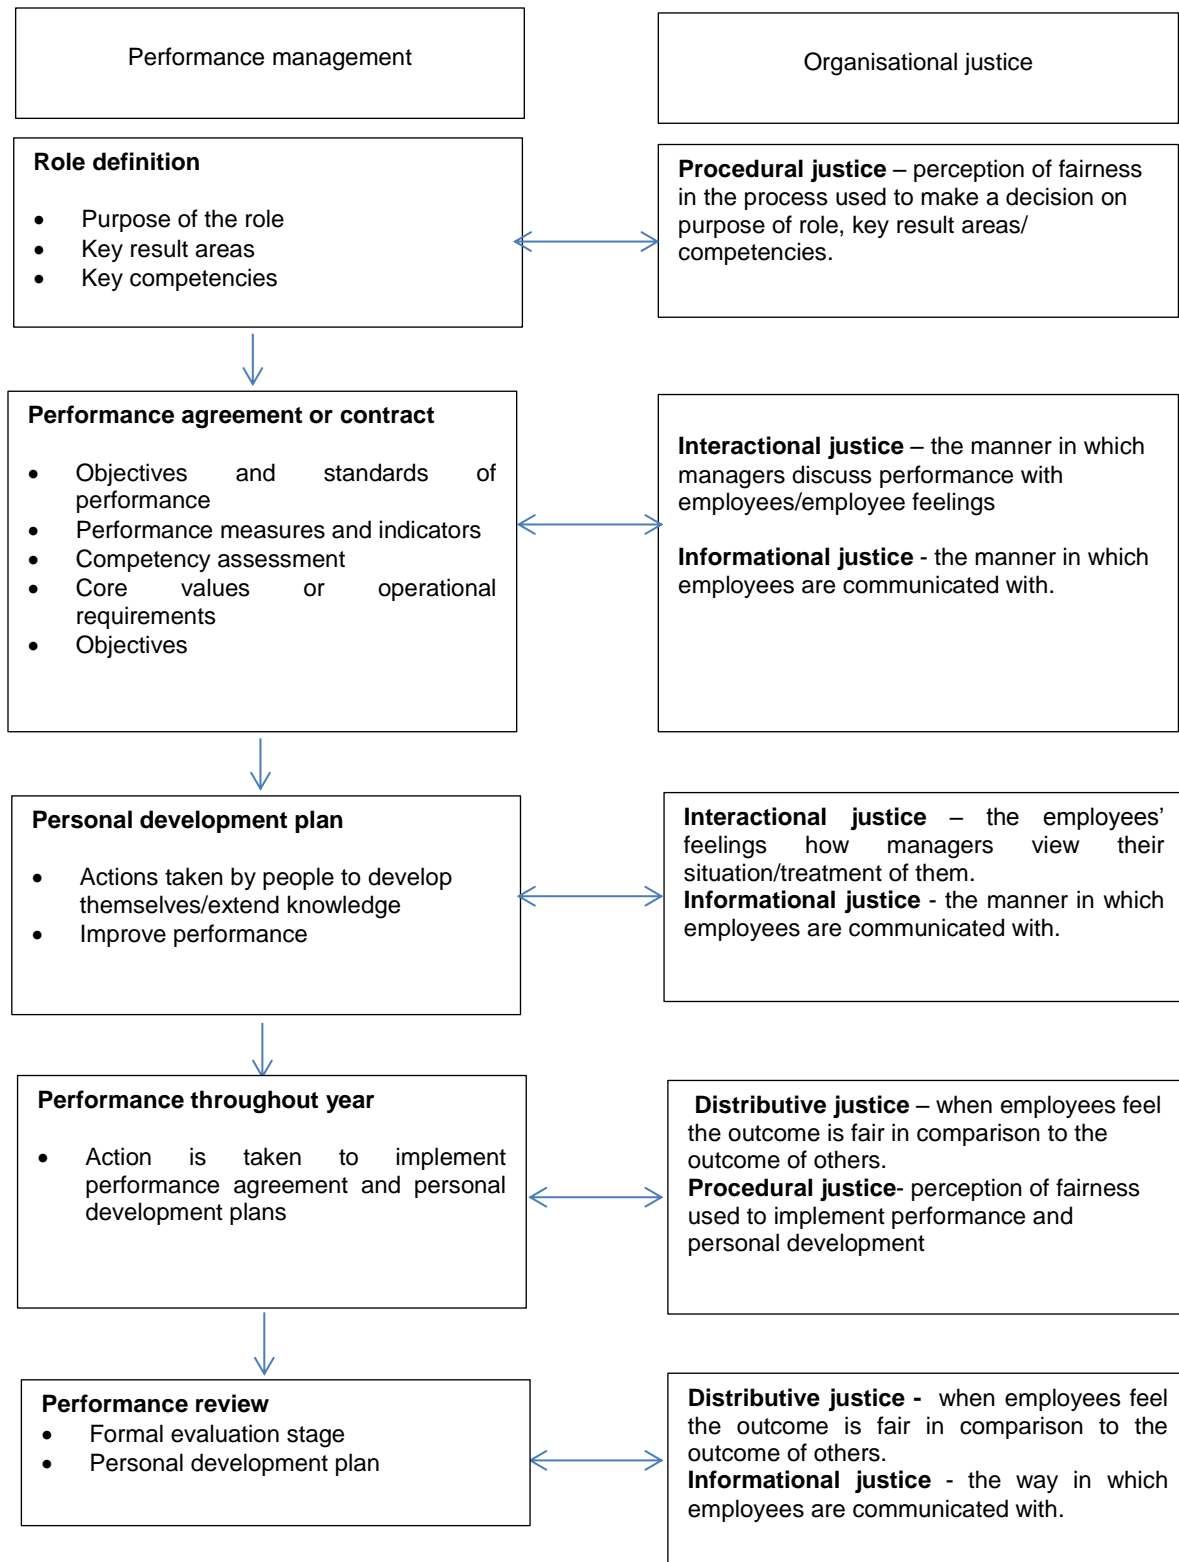 Performance management
Organisational justice
Role definition
• Purpose of the role
• Key result areas
• Key competencies
Procedural justice – perception of fairness
in the process used to make a decision on
purpose of role, key result areas/
competencies.
Performance agreement or contract
• Objectives and standards of
performance
• Performance measures and indicators
• Competency assessment
• Core values or operational
requirements
• Objectives
Interactional justice – the manner in which
managers discuss performance with
employees/employee feelings
Informational justice - the manner in which
employees are communicated with.
Personal development plan
• Actions taken by people to develop
themselves/extend knowledge
• Improve performance
Interactional justice – the employees’
feelings how managers view their
situation/treatment of them.
Informational justice - the manner in which
employees are communicated with.
Performance throughout year
• Action is taken to implement
performance agreement and personal
development plans
Distributive justice – when employees feel
the outcome is fair in comparison to the
outcome of others.
Procedural justice- perception of fairness
used to implement performance and
personal development
Performance review
• Formal evaluation stage
• Personal development plan
Distributive justice - when employees feel
the outcome is fair in comparison to the
outcome of others.
Informational justice - the way in which
employees are communicated with.